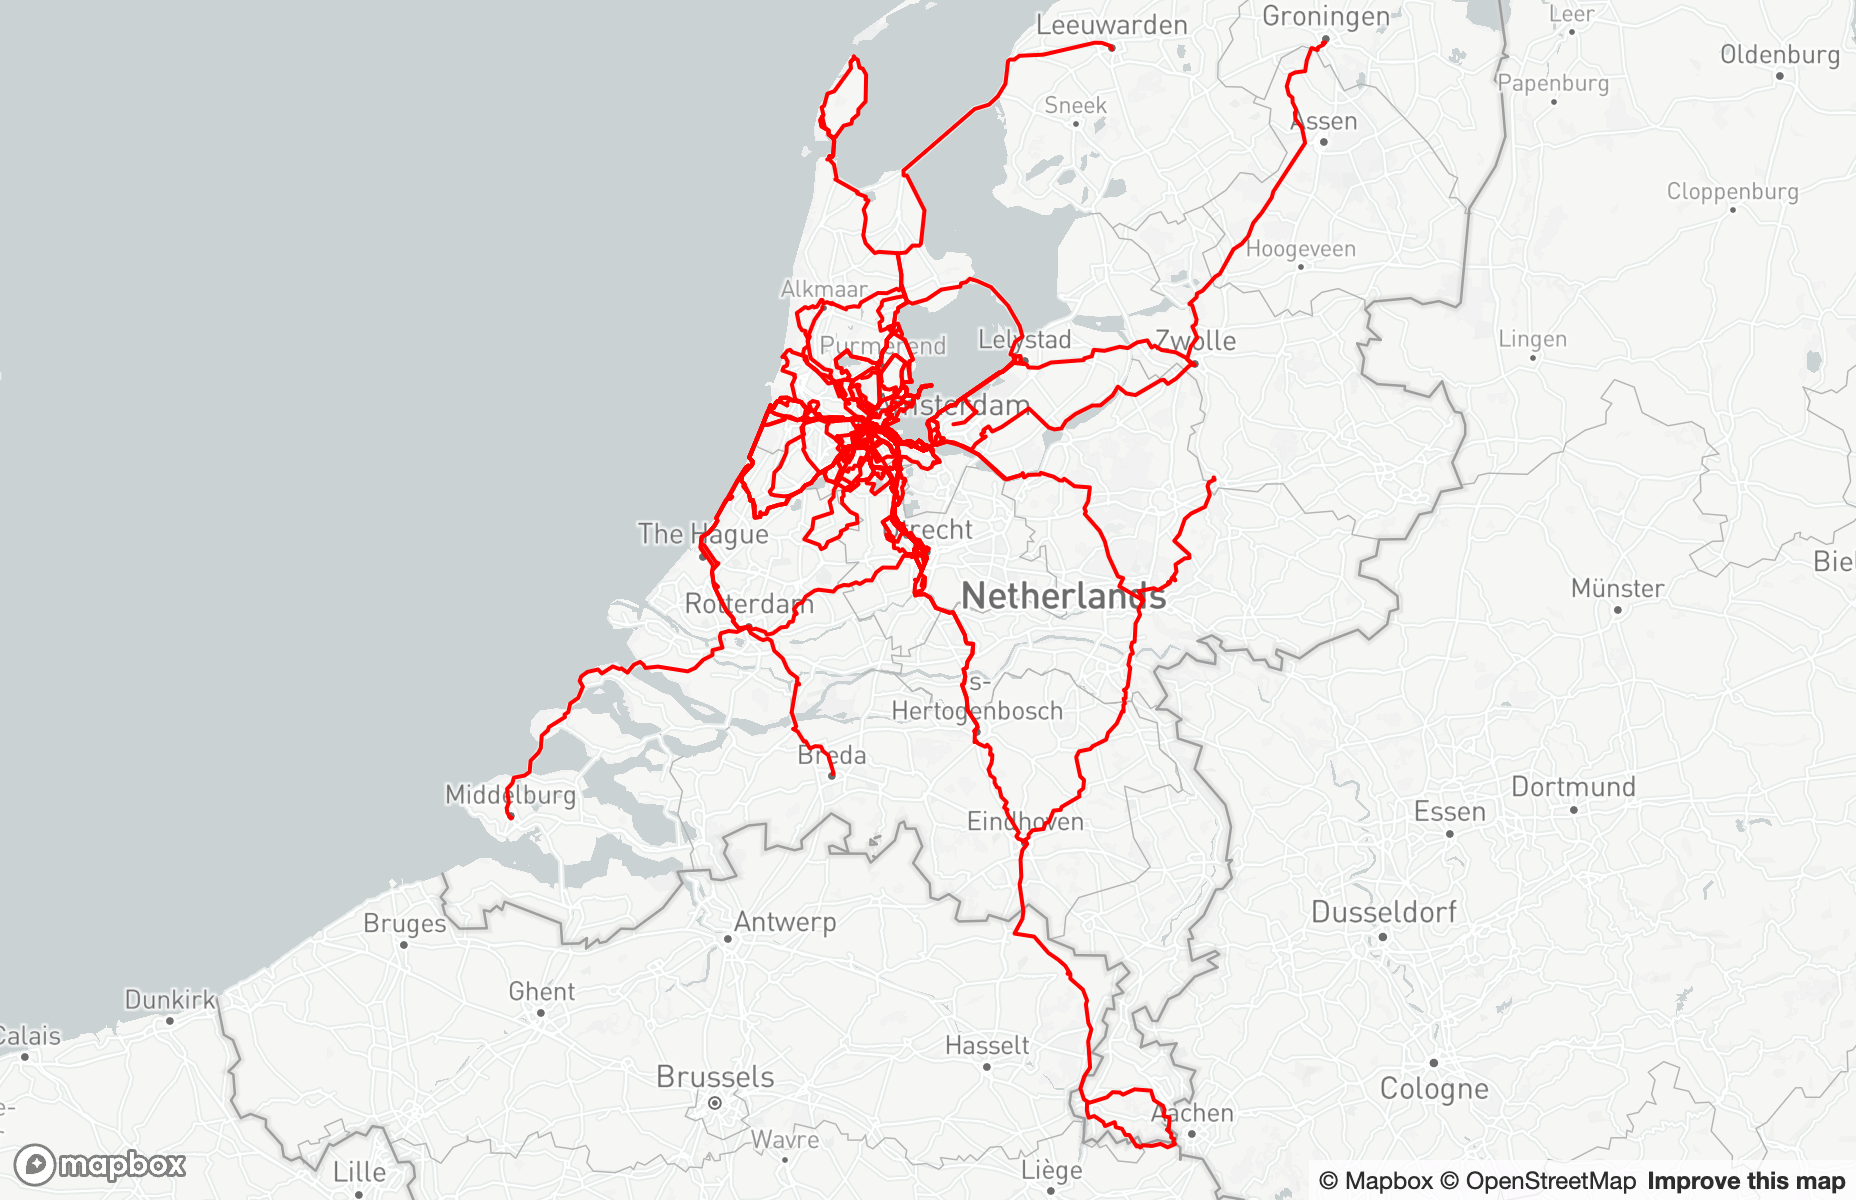 Groningen
Leer
Leeuwarden
Oldenburg
Papenburg
Sneek
Assen
Cloppenburg
Hoogeveen
Alkmaar
Lingen
Purmerend
Lelystad
Zwolle
Amsterdam
The Hague
Utrecht
Biel
Münster
Netherlands
Rotterdam
s-
Hertogenbosch
Breda
Middelburg
Dortmund
Essen
Eindhoven
Dusseldorf
Bruges
Antwerp
Dunkirk
Ghent
Calais
Hasselt
Brussels
Cologne
e-
Aachen
Wavre
mapbox
Lille
Liège
© Mapbox © OpenStreetMap Improve this map